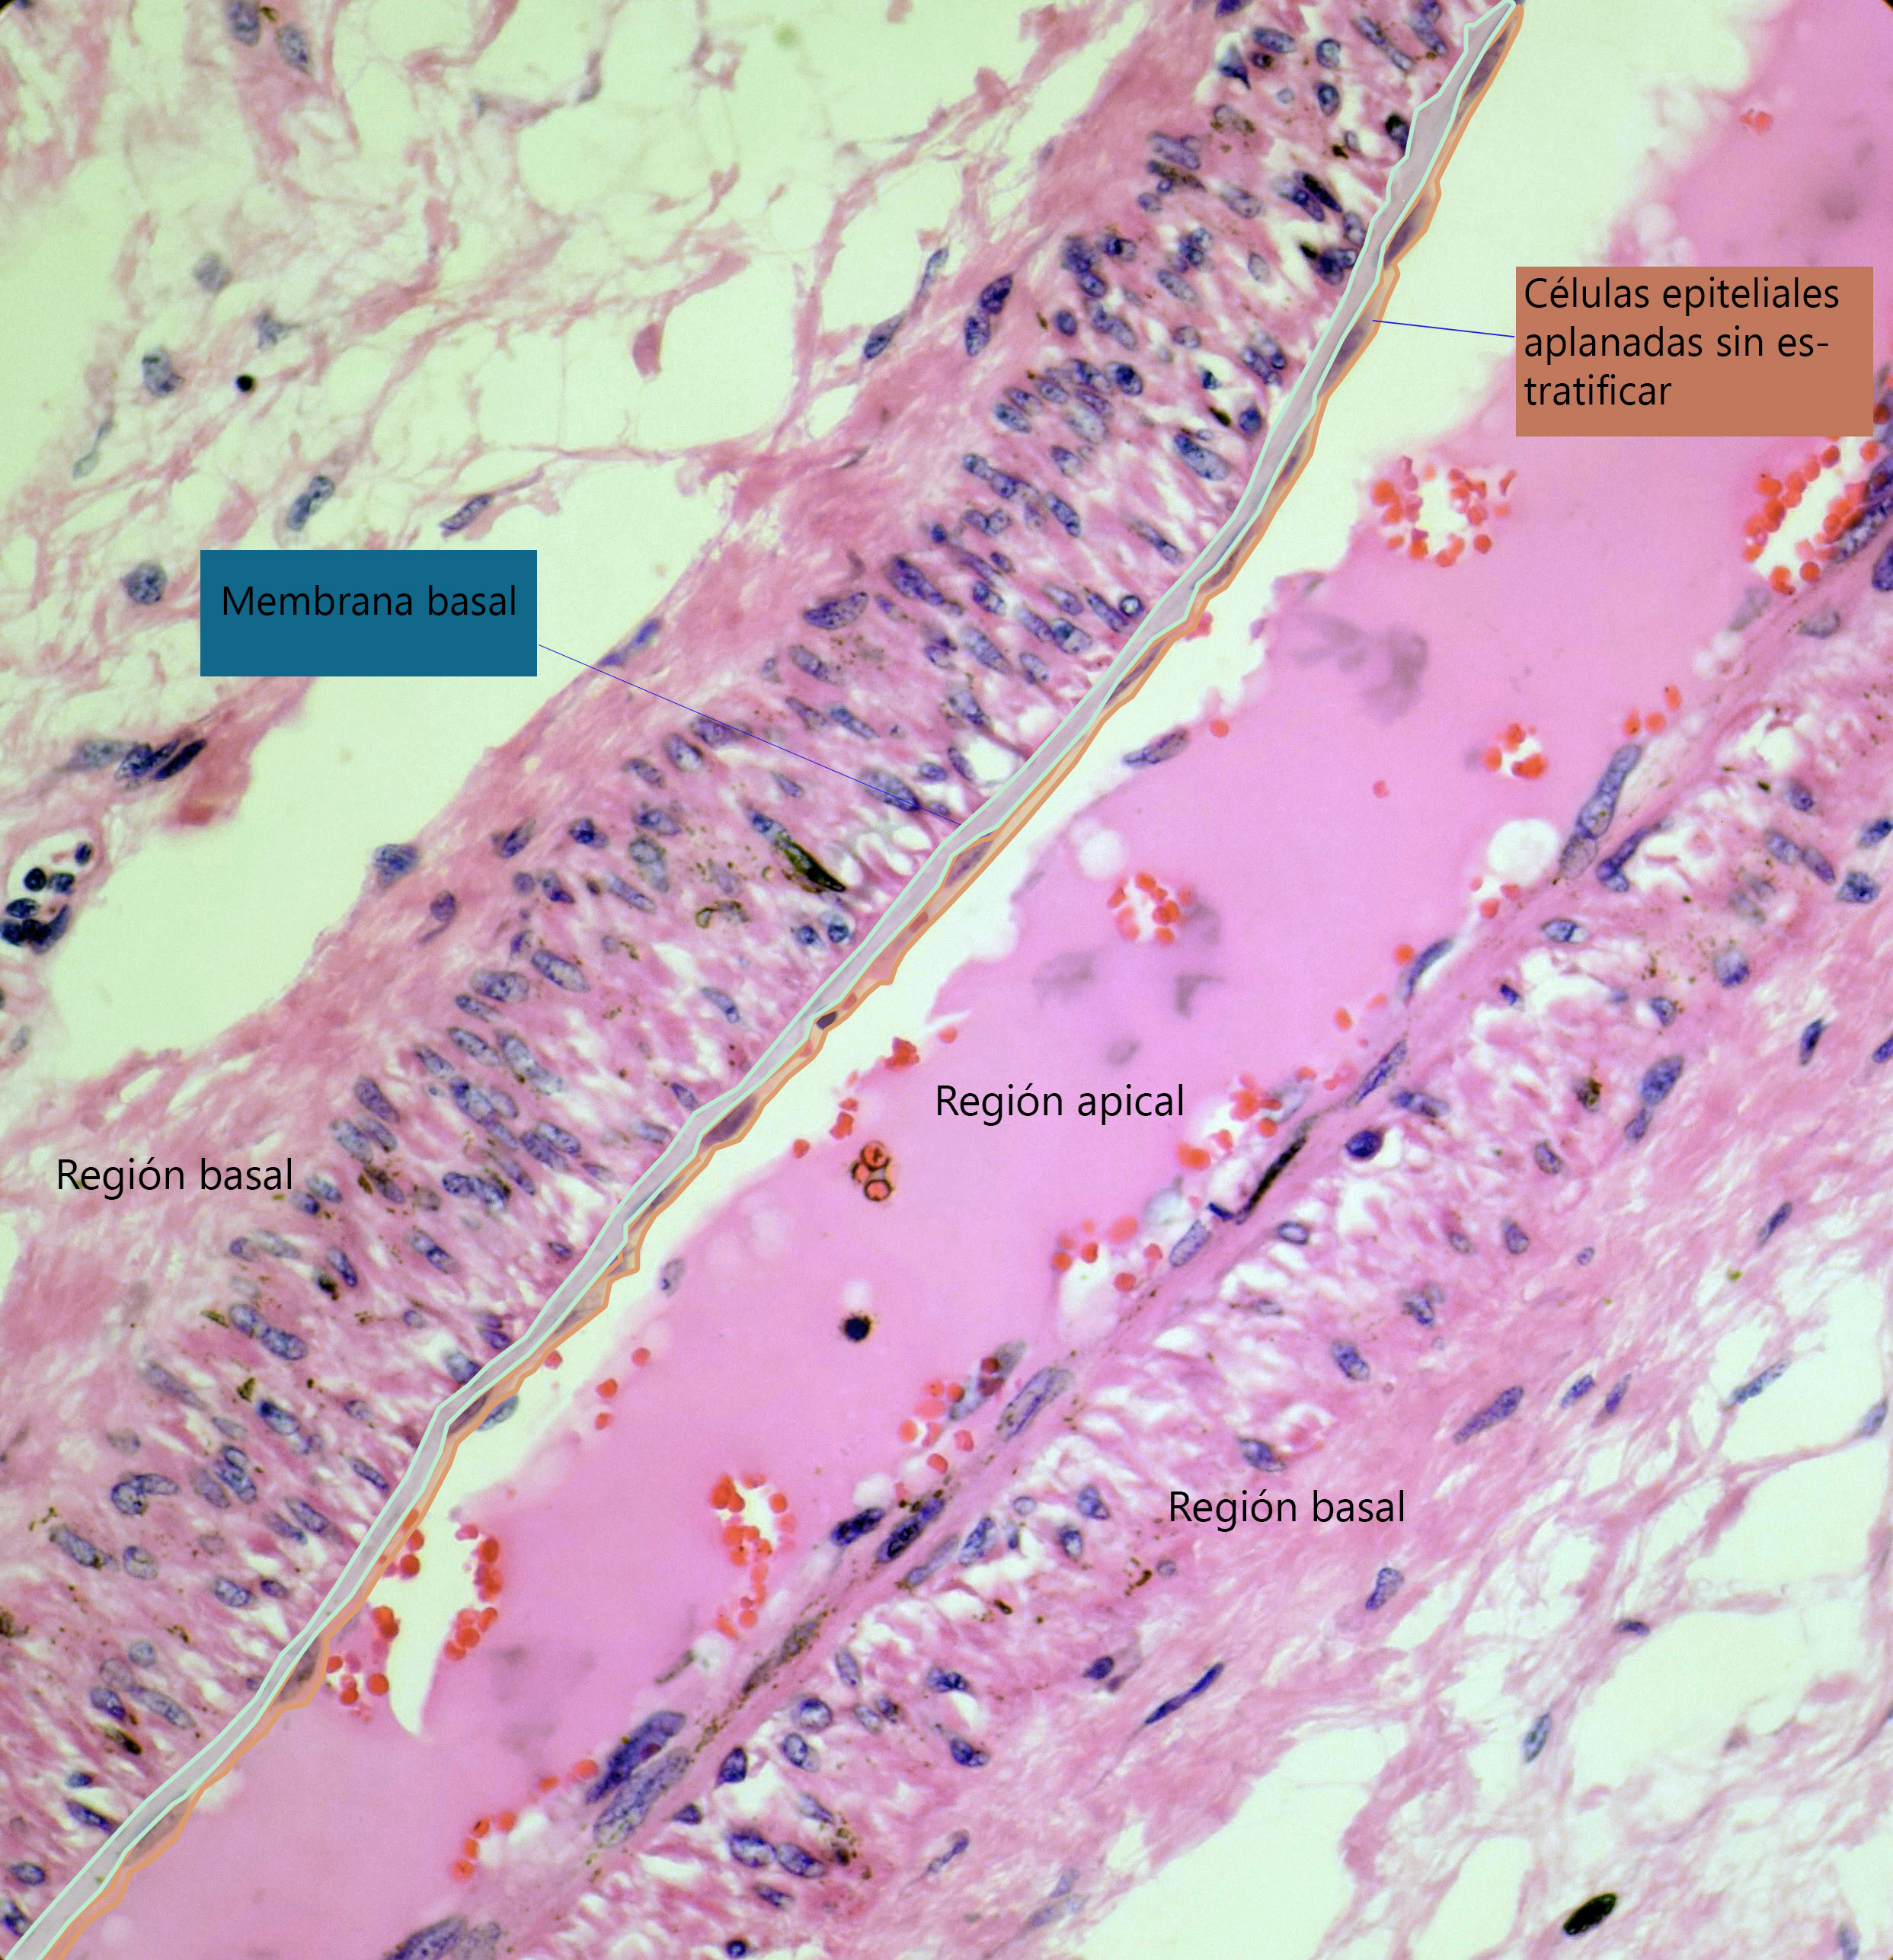 Células epiteliales
aplanadas sin es-
tratificar
Membrana basal
Región apical
Región basal
Región basal